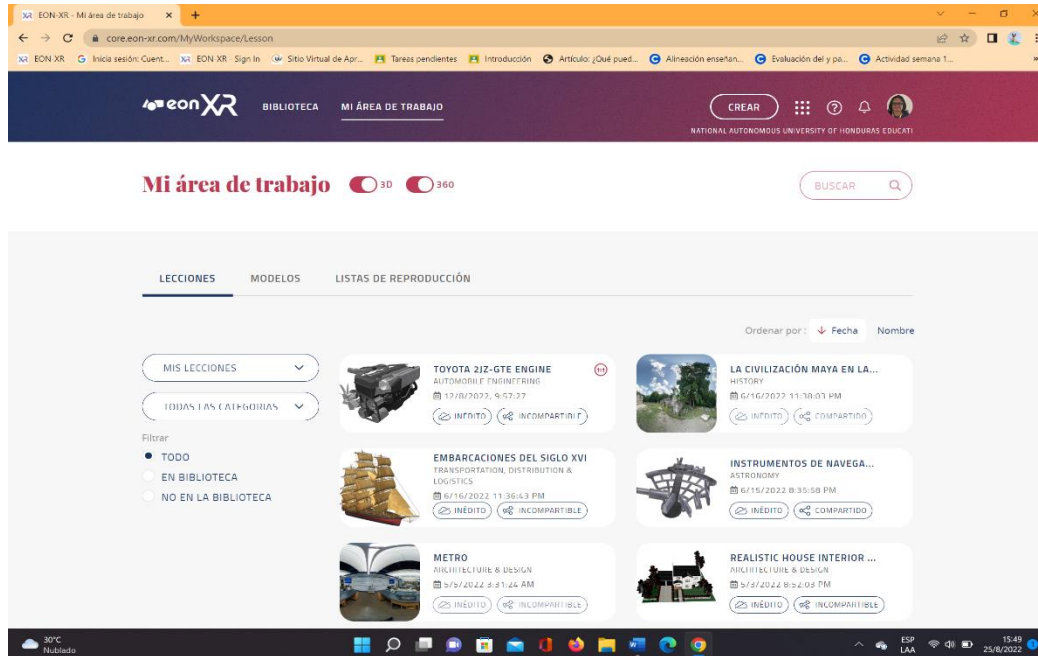 EON-XR - Mi área de trabajo
core.eon-xr.com/MyWorkspace/Lesson
EON XR
Inicia sesión: Cuent...
EON XR - Sign In
Sitio Virtual de Apr...
Tareas pendientes
Introducción
Artículo: ¿Qué pued...
Alineación enseñan...
Evaluación del y pa...
Actividad semana 1...
eonXR
BIBLIOTECA
MI ÁREA DE TRABAJO
CREAR
NATIONAL AUTONOMOUS UNIVERSITY OF HONDURAS EDUCATI
Mi área de trabajo
3D
360
BUSCAR
LECCIONES
MODELOS
LISTAS DE REPRODUCCIÓN
Ordenar por :
Fecha
Nombre
MIS LECCIONES
TODAS LAS CATEGORIAS
Filtrar
TODO
EN BIBLIOTECA
NO EN LA BIBLIOTECA
TOYOTA 2JZ-GTE ENGINE
AUTOMOBILE ENGINEERING
12/8/2022, 9:57:27
INÉDITO
INCOMPARTIBLE
LA CIVILIZACIÓN MAYA EN LA...
HISTORY
6/16/2022 11:38:03 PM
INÉDITO
COMPARTIDO
EMBARCACIONES DEL SIGLO XVI
TRANSPORTATION, DISTRIBUTION &
LOGISTICS
6/16/2022 11:36:43 PM
INÉDITO
INCOMPARTIBLE
INSTRUMENTOS DE NAVEGA...
ASTRONOMY
6/15/2022 8:35:58 PM
INÉDITO
COMPARTIDO
METRO
ARCHITECTURE & DESIGN
5/5/2022 3:31:24 AM
INÉDITO
INCOMPARTIBLE
REALISTIC HOUSE INTERIOR ...
ARCHITECTURE & DESIGN
5/3/2022 8:52:03 PM
INÉDITO
INCOMPARTIBLE
30°C
Nublado
ESP
LAA
15:49
25/8/2022